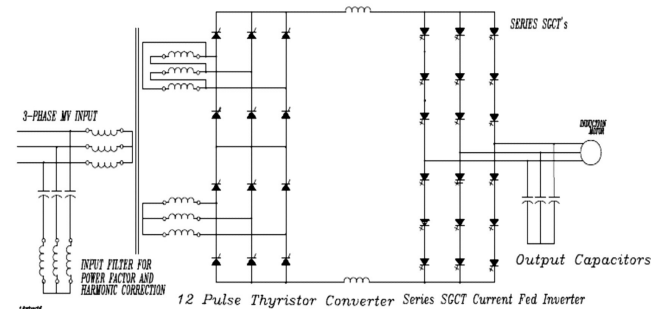 SERIES SGCT's
3-PHASE MV INPUT
INDUCTION
MOTOR
INPUT FILTER FOR
POWER FACTOR AND
HARMONIC CORRECTION
Output Capacitors
12 Pulse Thyristor Converter
Series SGCT Current Fed Inverter